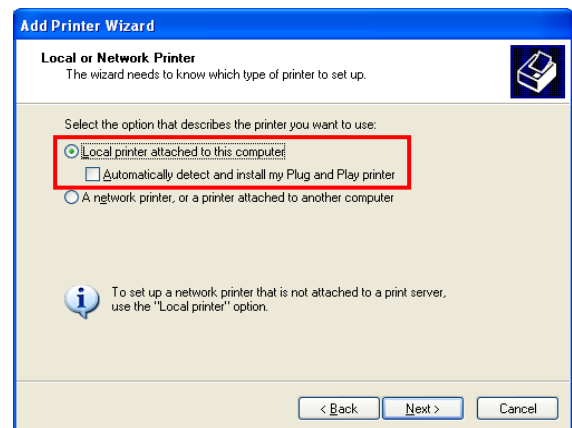 Add Printer Wizard
Local or Network Printer
The wizard needs to know which type of printer to set up.
Select the option that describes the printer you want to use:
Local printer attached to this computer
Automatically detect and install my Plug and Play printer
A network printer, or a printer attached to another computer
To set up a network printer that is not attached to a print server,
use the "Local printer" option.
< Back Next > Cancel